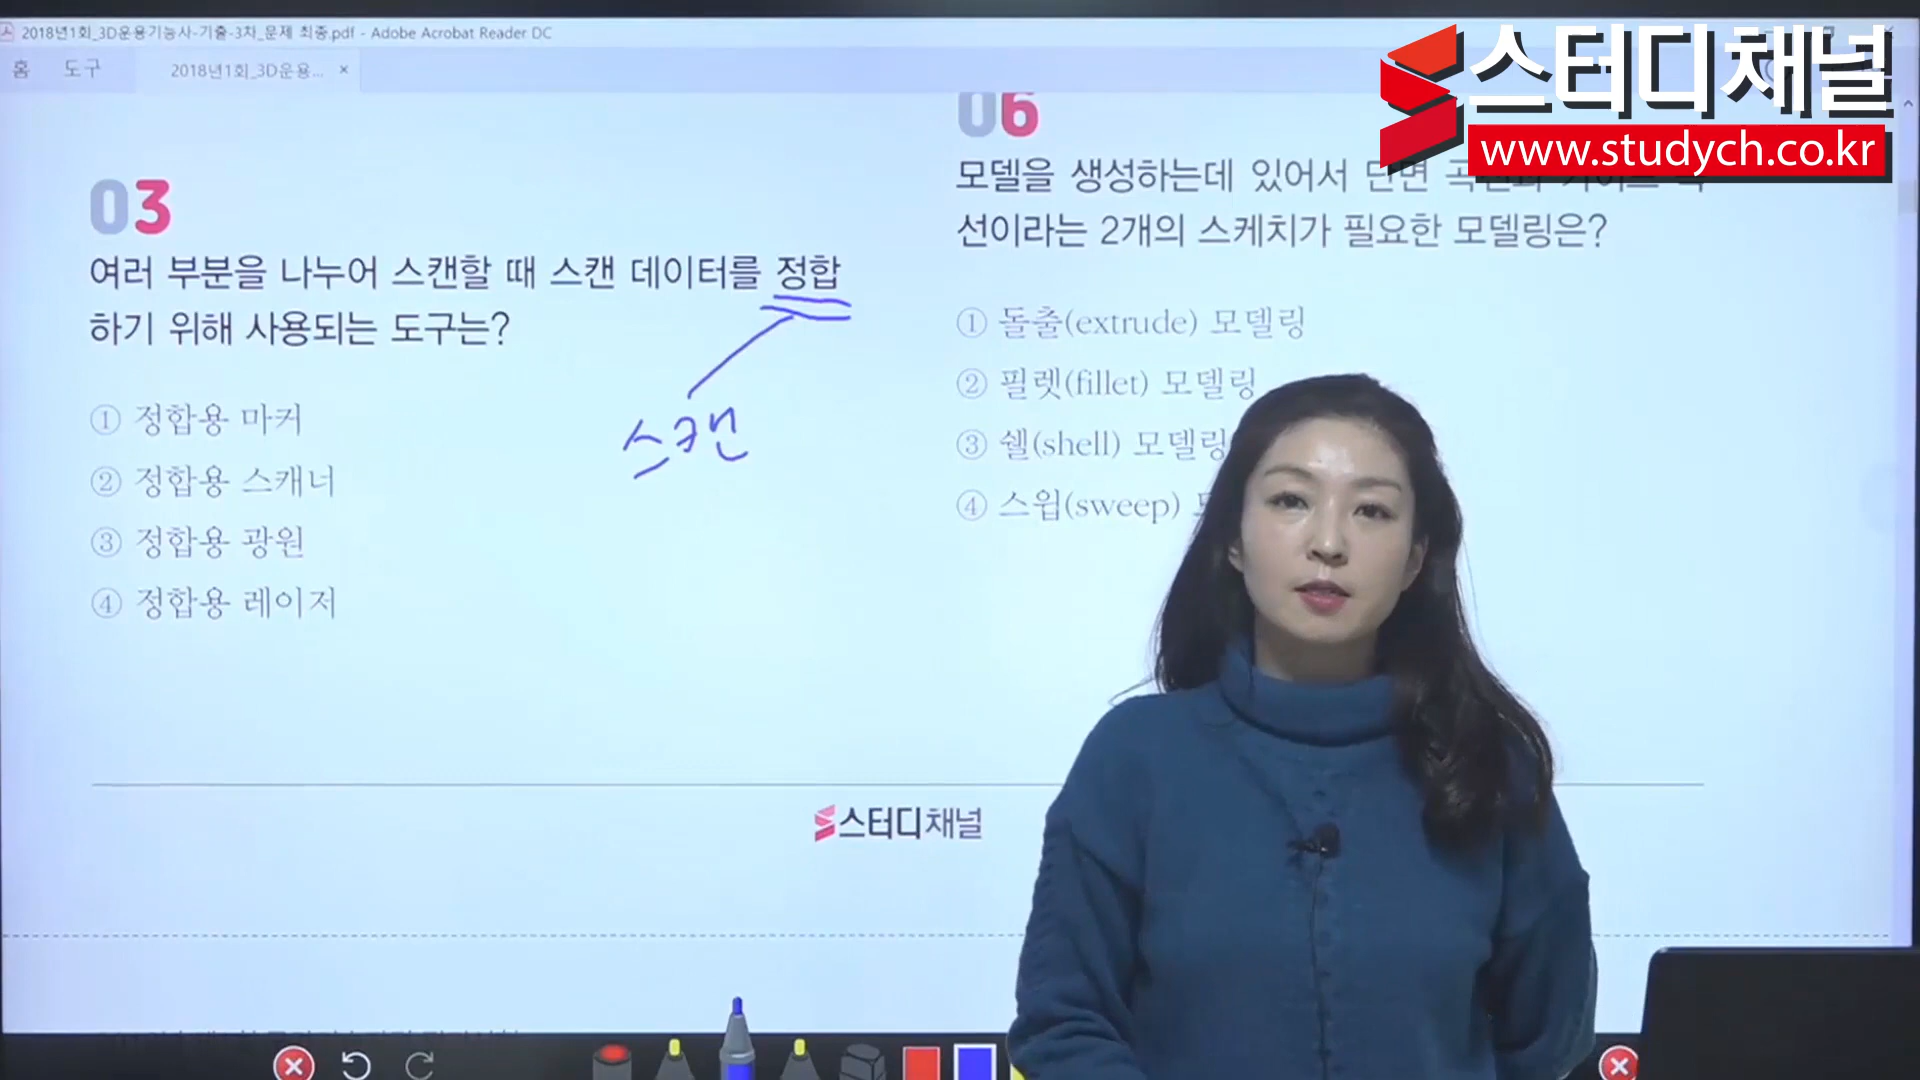 2018년1회_3D운용기능사-기출-3차_문제 최종.pdf - Adobe Acrobat Reader DC
홈 도구 2018년1회_3D운용... ×
스터디채널
www.studych.co.kr
03
여러 부분을 나누어 스캔할 때 스캔 데이터를 정합
하기 위해 사용되는 도구는?
스캔
① 정합용 마커
② 정합용 스캐너
③ 정합용 광원
④ 정합용 레이저
06
모델을 생성하는데 있어서 단면
선이라는 2개의 스케치가 필요한 모델링은?
① 돌출(extrude) 모델링
② 필렛(fillet) 모델링
③ 쉘(shell) 모델링
④ 스윕(sweep)
스터디채널